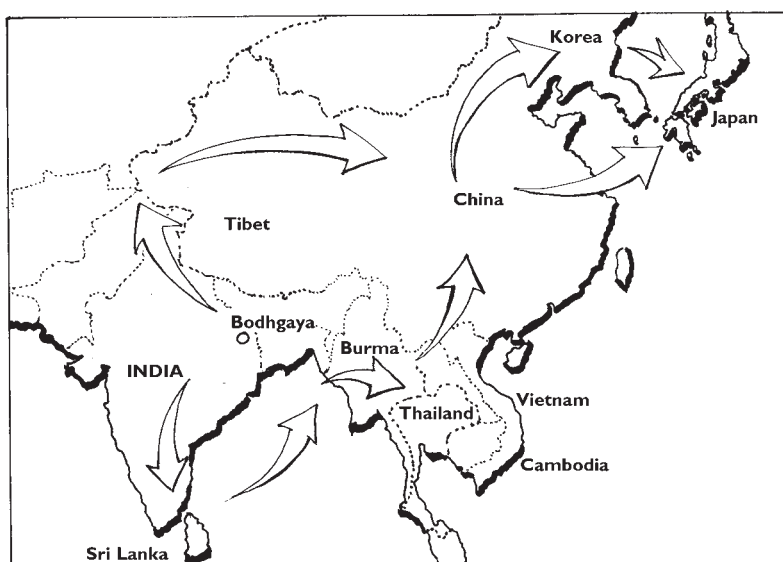 Korea
Japan
China
Tibet
Bodhgaya
Burma
INDIA
Thailand
Vietnam
Cambodia
Sri Lanka